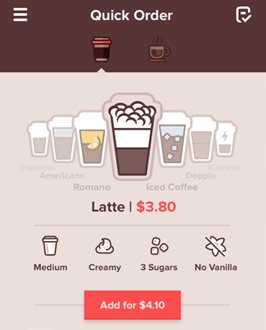 Quick Order
Espresso
Ristretto
Americano
Doppio
Romano
Iced Coffee
Latte | $3.80
Medium
Creamy
3 Sugars
No Vanilla
Add for $4.10